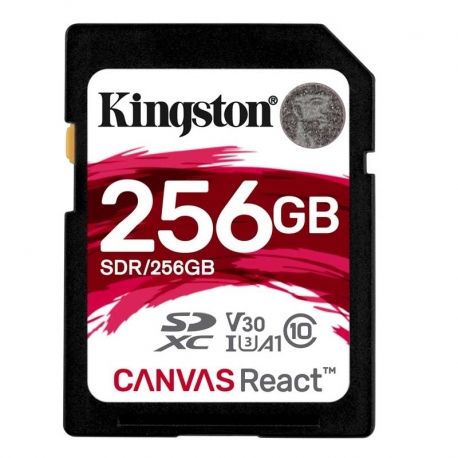 Kingston®
256GB
SDR/256GB
SD XC V30 I U3 A1 10
CANVAS React™